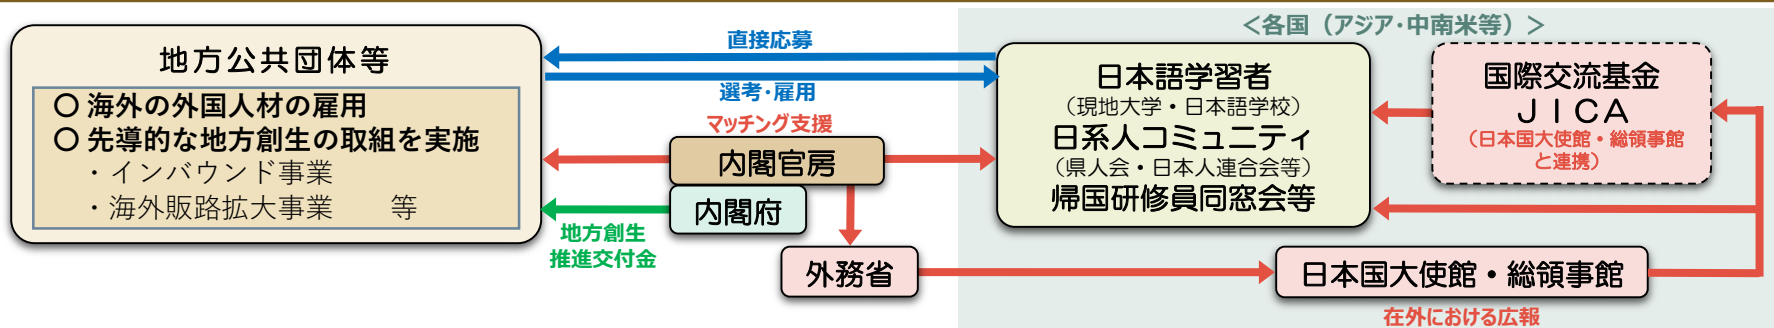 ＜各国（アジア・中南米等）＞
地方公共団体等
〇 海外の外国人材の雇用
〇 先導的な地方創生の取組を実施
・インバウンド事業
・海外販路拡大事業　　等
直接応募
選考・雇用
マッチング支援
内閣官房
内閣府
地方創生
推進交付金
外務省
日本語学習者
（現地大学・日本語学校）
日系人コミュニティ
（県人会・日本人連合会等）
帰国研修員同窓会等
国際交流基金
ＪＩＣＡ
（日本国大使館・総領事館
と連携）
日本国大使館・総領事館
在外における広報